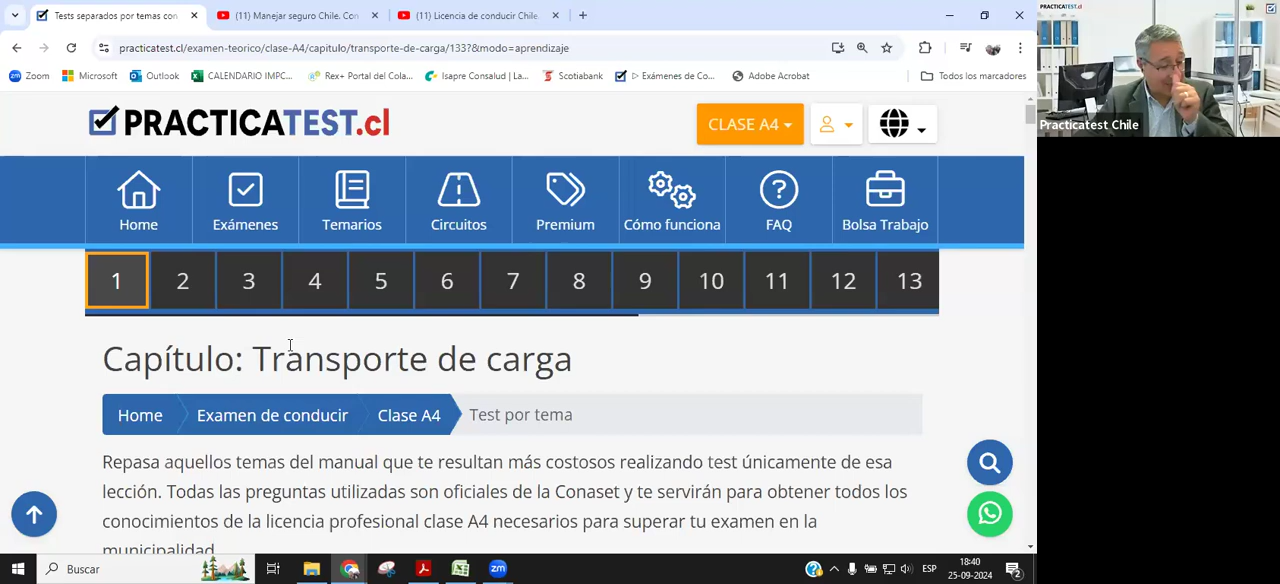 Tests separados por temas con
(11) Manejar seguro Chile: con
(11) Licencia de conducir Chile
practicatest.cl/examen-teorico/clase-A4/capitulo/transporte-de-carga/133?&modo=aprendizaje
Zoom
Microsoft
Outlook
CALENDARIO IMPC...
Rex+: Portal del Cola...
Isapre Consalud | La...
Scotiabank
▷ Exámenes de Co...
Adobe Acrobat
Todos los marcadores
PRACTICATEST.cl
CLASE A4
Home
Exámenes
Temarios
Circuitos
Premium
Cómo funciona
FAQ
Bolsa Trabajo
1 2 3 4 5 6 7 8 9 10 11 12 13
Capítulo: Transporte de carga
Home
Examen de conducir
Clase A4
Test por tema
Repasa aquellos temas del manual que te resultan más costosos realizando test únicamente de esa
lección. Todas las preguntas utilizadas son oficiales de la Conaset y te servirán para obtener todos los
conocimientos de la licencia profesional clase A4 necesarios para superar tu examen en la
municipalidad.
PRACTICATEST.cl
Practicatest Chile
Buscar
zm
ESP
18:40
25-09-2024
2